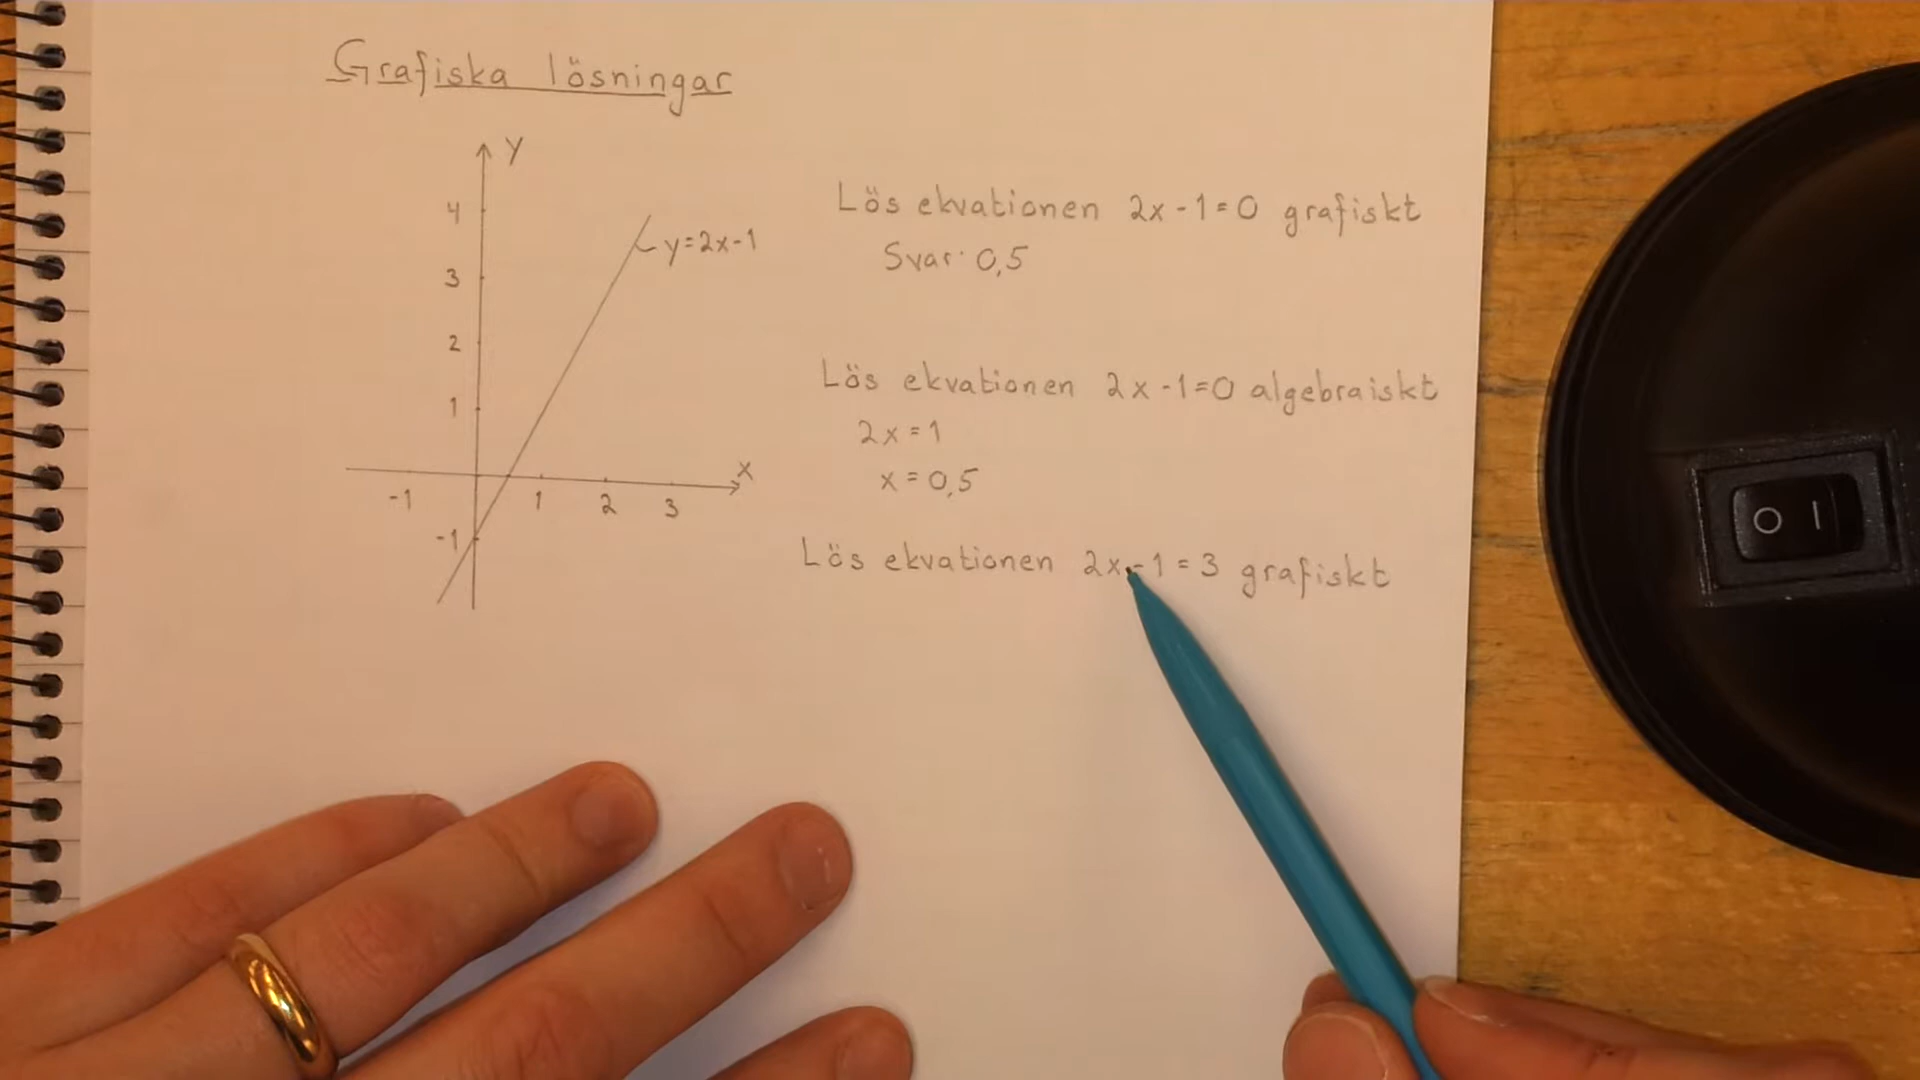 Grafiska lösningar
y
4
y=2x-1
3
2
1
x
-1 1 2 3
-1
Lös ekvationen 2x-1=0 grafiskt
Svar: 0,5
Lös ekvationen 2x-1=0 algebraiskt
2x=1
x=0,5
Lös ekvationen 2x-1=3 grafiskt
O I